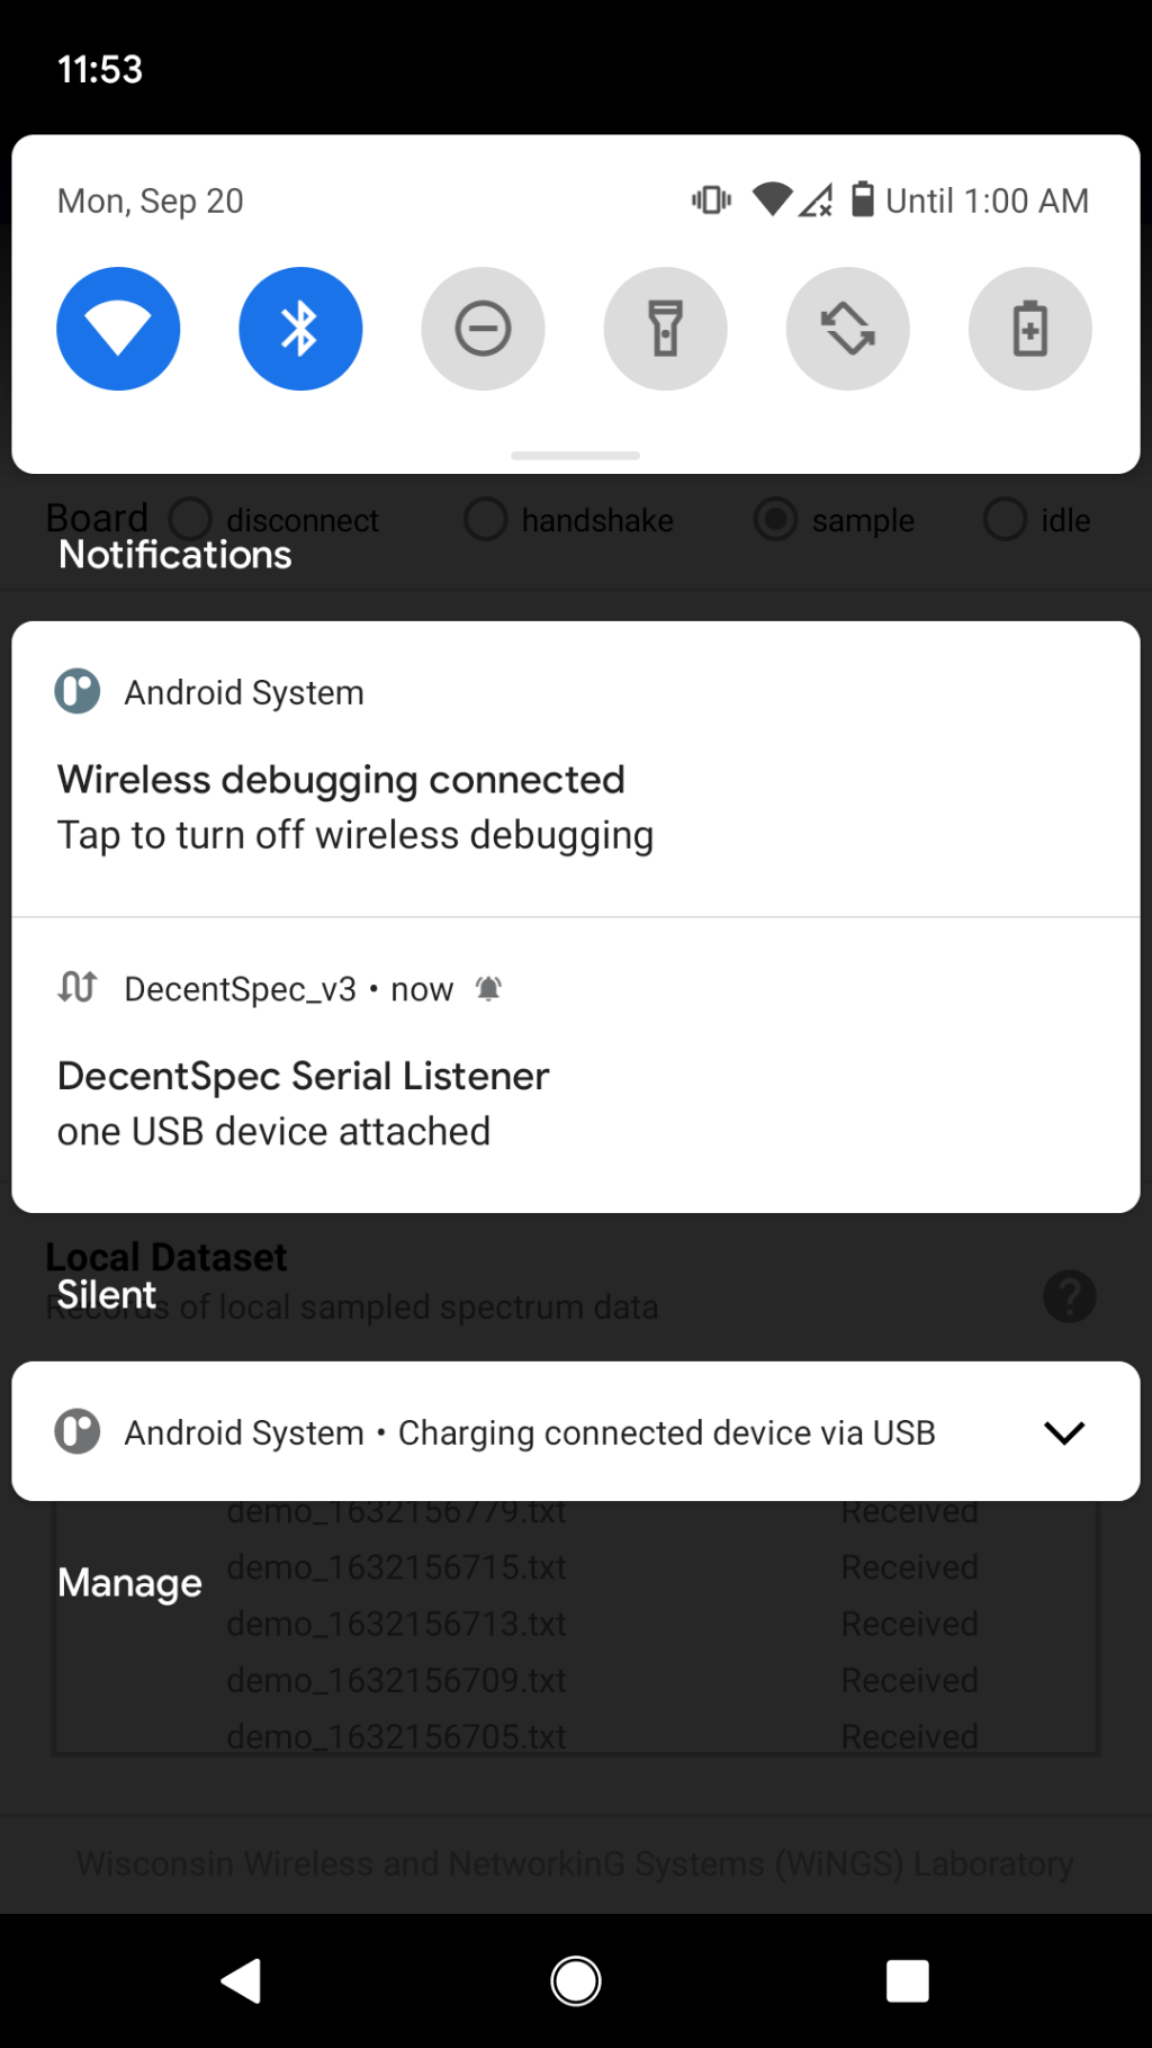 11:53
Mon, Sep 20
Until 1:00 AM
Board disconnect handshake sample idle
Notifications
Android System
Wireless debugging connected
Tap to turn off wireless debugging
DecentSpec_v3 • now
DecentSpec Serial Listener
one USB device attached
Local Dataset
Silent
Records of local sampled spectrum data
Android System • Charging connected device via USB
demo_1632156779.txt Received
demo_1632156715.txt Received
Manage
demo_1632156713.txt Received
demo_1632156709.txt Received
demo_1632156705.txt Received
Wisconsin Wireless and NetworkinG Systems (WiNGS) Laboratory